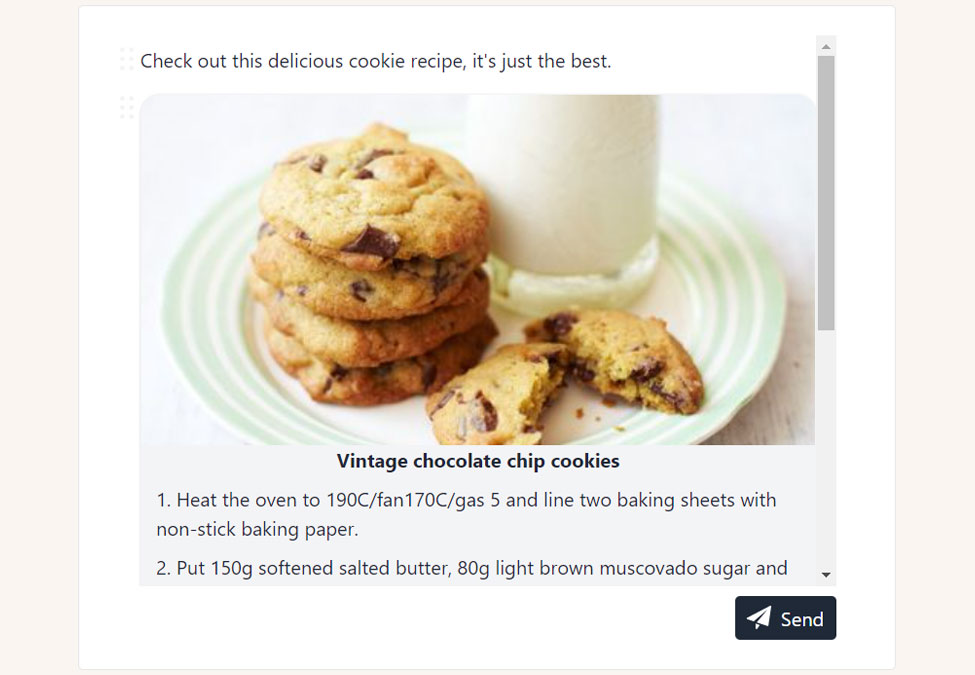 Check out this delicious cookie recipe, it's just the best.
Vintage chocolate chip cookies
1. Heat the oven to 190C/fan170C/gas 5 and line two baking sheets with
non-stick baking paper.
2. Put 150g softened salted butter, 80g light brown muscovado sugar and
Send